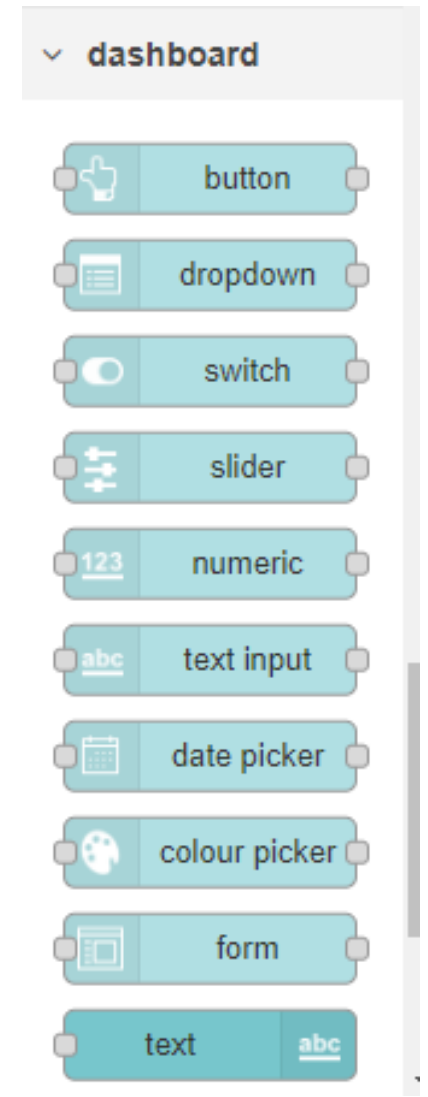 dashboard
button
dropdown
switch
slider
123 numeric
abc text input
date picker
colour picker
form
text abc